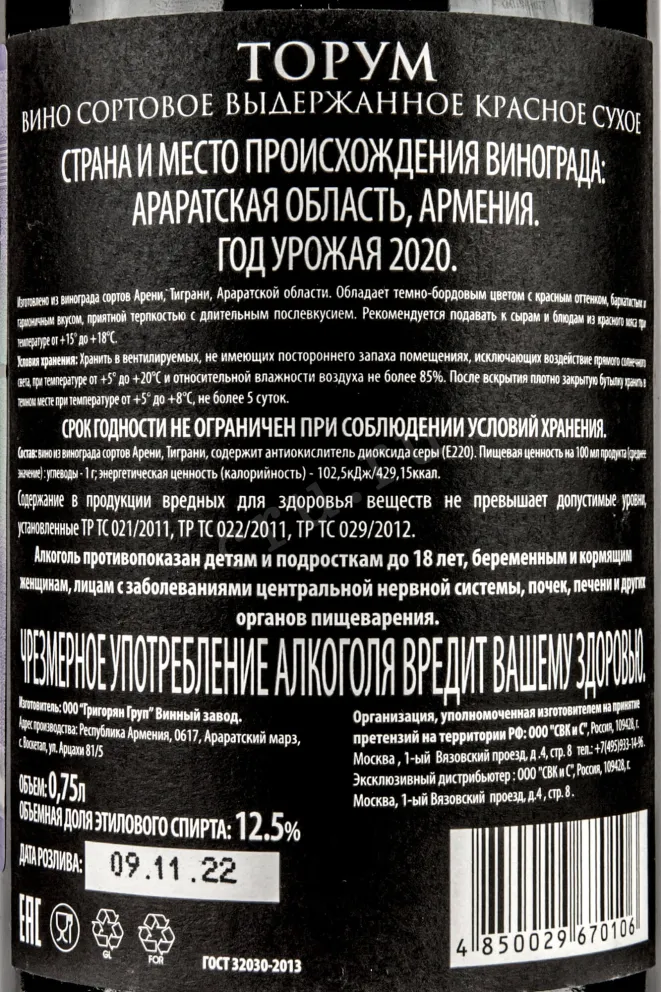 ТОРУМ
ВИНО СОРТОВОЕ ВЫДЕРЖАННОЕ КРАСНОЕ СУХОЕ
СТРАНА И МЕСТО ПРОИСХОЖДЕНИЯ ВИНОГРАДА:
АРАРАТСКАЯ ОБЛАСТЬ, АРМЕНИЯ.
ГОД УРОЖАЯ 2020.
Изготовлено из винограда сортов Арени, Тиграни, Араратской области. Обладает темно-бордовым цветом с красным оттенком, бархатистым и
гармоничным вкусом, приятной терпкостью с длительным послевкусием. Рекомендуется подавать к сырам и блюдам из красного мяса при
температуре от +15° до +18°С.
Условия хранения: Хранить в вентилируемых, не имеющих постороннего запаха помещениях, исключающих воздействие прямого солнечного
света, при температуре от +5° до +20°С и относительной влажности воздуха не более 85%. После вскрытия плотно закрытую бутылку хранить в
темном месте при температуре от +5° до +8°С, не более 5 суток.
СРОК ГОДНОСТИ НЕ ОГРАНИЧЕН ПРИ СОБЛЮДЕНИИ УСЛОВИЙ ХРАНЕНИЯ.
Состав: вино из винограда сортов Арени, Тиграни, содержит антиокислитель диоксида серы (Е220). Пищевая ценность на 100 мл продукта (среднее
значение) : углеводы - 1 г; энергетическая ценность (калорийность) - 102,5кДж/429,15ккал.
Содержание в продукции вредных для здоровья веществ не превышает допустимые уровни,
установленные ТР ТС 021/2011, ТР ТС 022/2011, ТР ТС 029/2012.
Алкоголь противопоказан детям и подросткам до 18 лет, беременным и кормящим
женщинам, лицам с заболеваниями центральной нервной системы, почек, печени и других
органов пищеварения.
ЧРЕЗМЕРНОЕ УПОТРЕБЛЕНИЕ АЛКОГОЛЯ ВРЕДИТ ВАШЕМУ ЗДОРОВЬЮ.
Изготовитель: ООО "Григорян Груп" Винный завод.
Адрес производства: Республика Армения, 0617, Араратский марз,
с. Воскетап, ул. Арцахи 81/5
Организация, уполномоченная изготовителем на принятие
претензий на территории РФ: ООО "СВК и С", Россия, 109428, г.
Москва , 1-ый Вязовский проезд, д .4, стр. 8 тел.: +7(495)933-14-96.
Эксклюзивный дистрибьютер : ООО "СВК и С", Россия, 109428, г.
Москва, 1-ый Вязовский проезд, д.4 , стр. 8 .
ОБЪЕМ: 0,75л
ОБЪЕМНАЯ ДОЛЯ ЭТИЛОВОГО СПИРТА: 12.5%
ДАТА РОЗЛИВА: 09.11.22
EAC
GL
FOR
ГОСТ 32030-2013
4 850029 670106